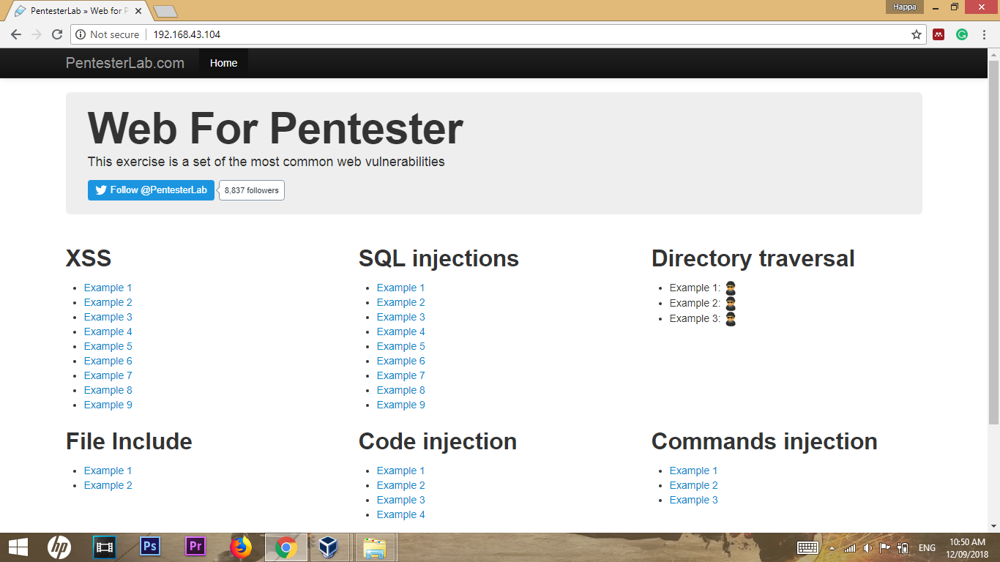 PentesterLab » Web for P
Happa
Not secure
192.168.43.104
PentesterLab.com
Home
Web For Pentester
This exercise is a set of the most common web vulnerabilities
Follow @PentesterLab
8,837 followers
XSS
Example 1
Example 2
Example 3
Example 4
Example 5
Example 6
Example 7
Example 8
Example 9
SQL injections
Example 1
Example 2
Example 3
Example 4
Example 5
Example 6
Example 7
Example 8
Example 9
Directory traversal
Example 1:
Example 2:
Example 3:
File Include
Example 1
Example 2
Code injection
Example 1
Example 2
Example 3
Example 4
Commands injection
Example 1
Example 2
Example 3
hp
Ps
Pr
ENG
10:50 AM
12/09/2018